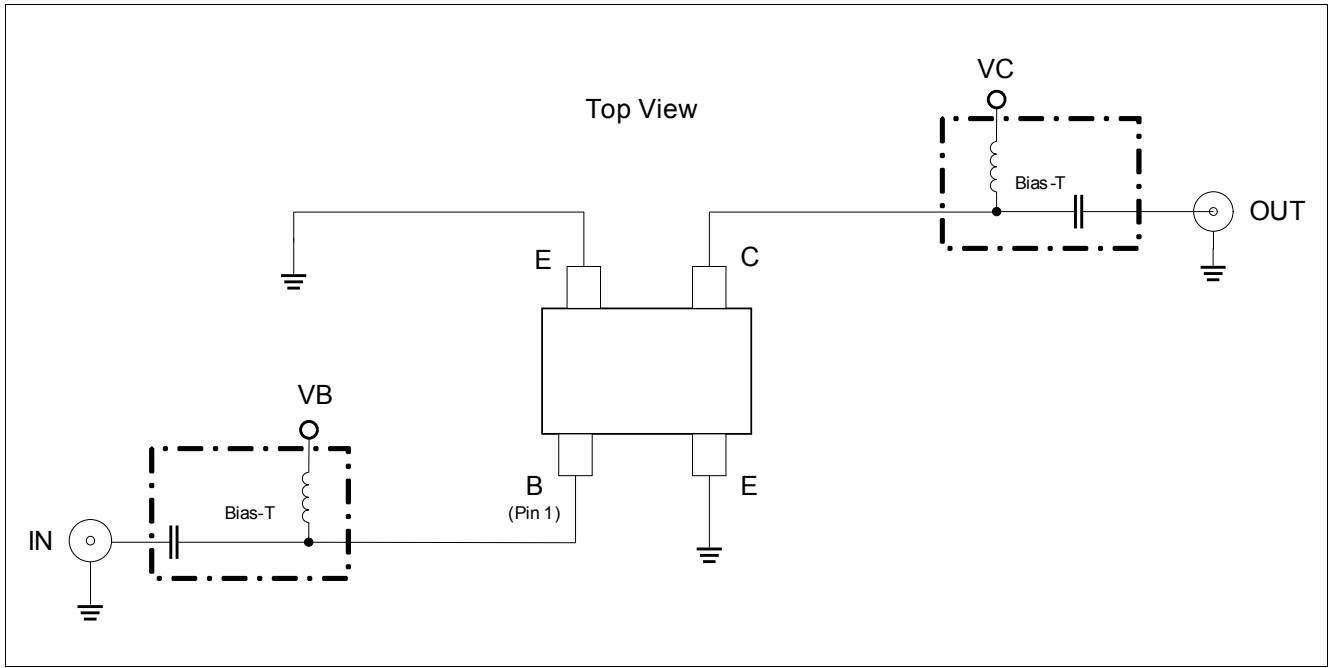 VC
Top View
Bias-T
OUT
E
C
VB
B
(Pin 1)
E
Bias-T
IN